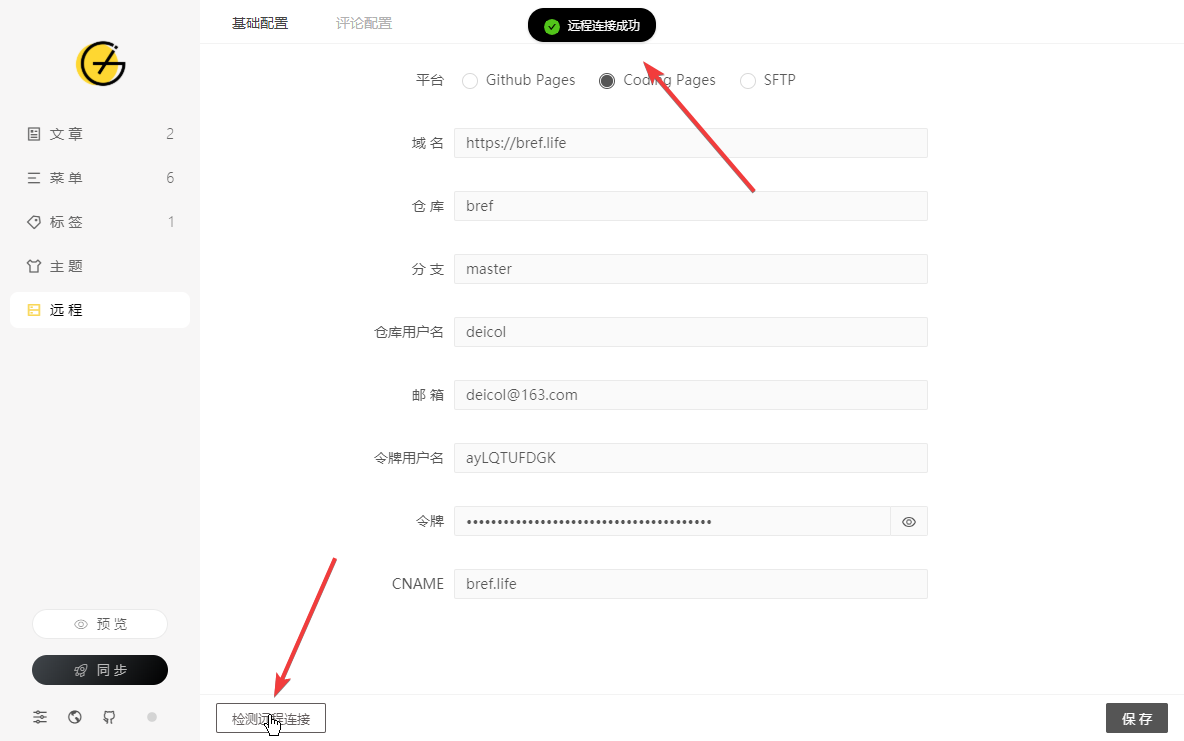 基础配置 评论配置
远程连接成功
文章 2
菜单 6
标签 1
主题
远程
预览
同步
平台 Github Pages Coding Pages SFTP
域名 https://bref.life
仓库 bref
分支 master
仓库用户名 deicol
邮箱 deicol@163.com
令牌用户名 ayLQTUFDGK
令牌 ••••••••••••••••••••••••••••••••••••••••
CNAME bref.life
检测远程连接
保存